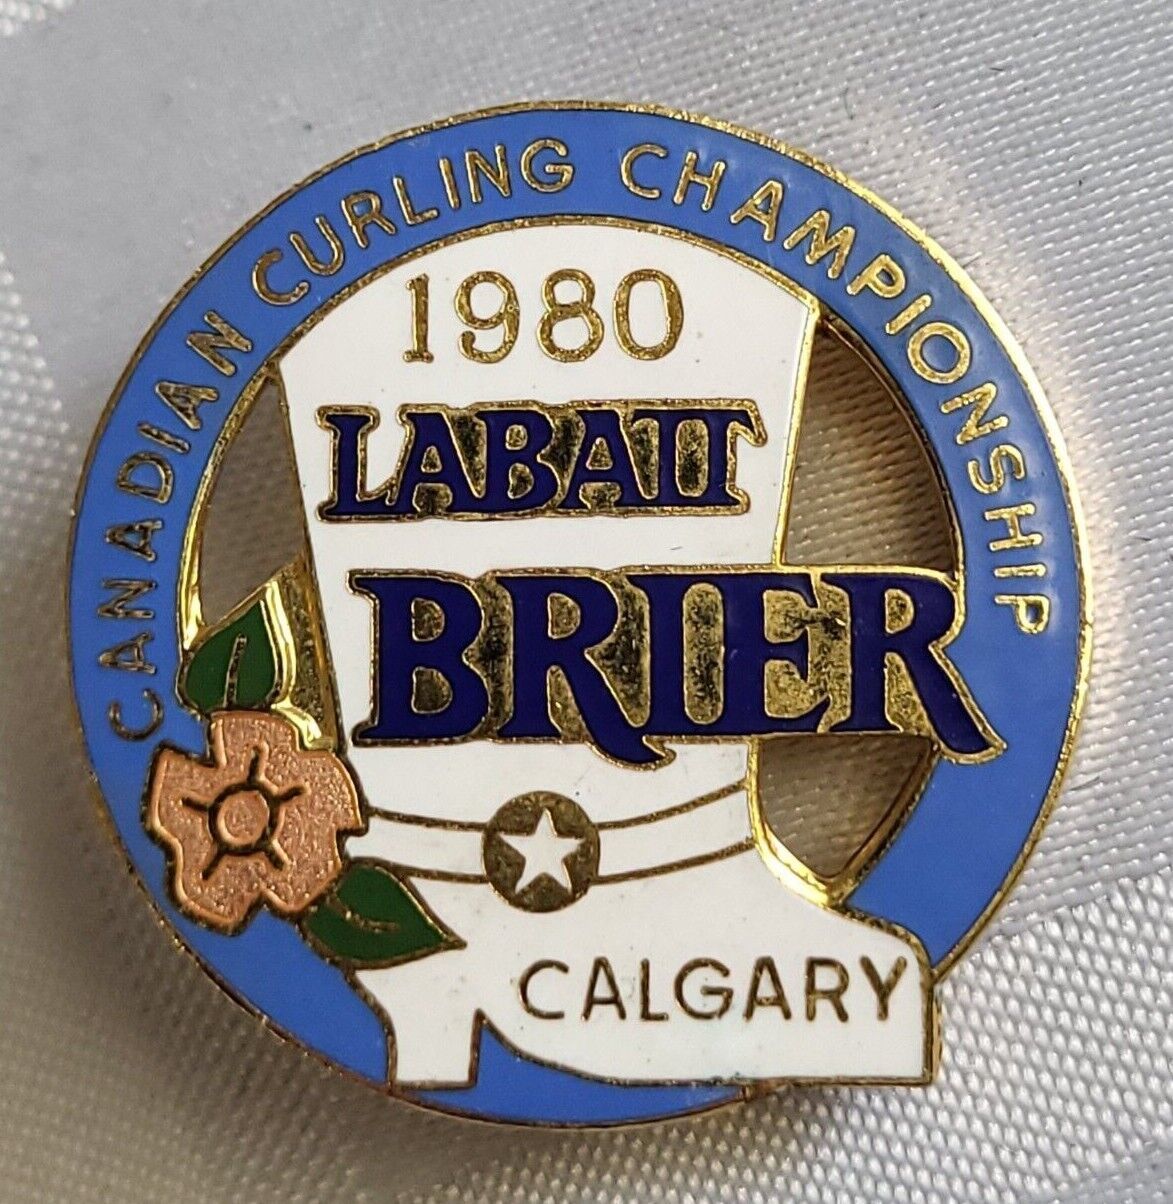 CANADIAN CURLING CHAMPIONSHIP
1980
LABATT
BRIER
CALGARY